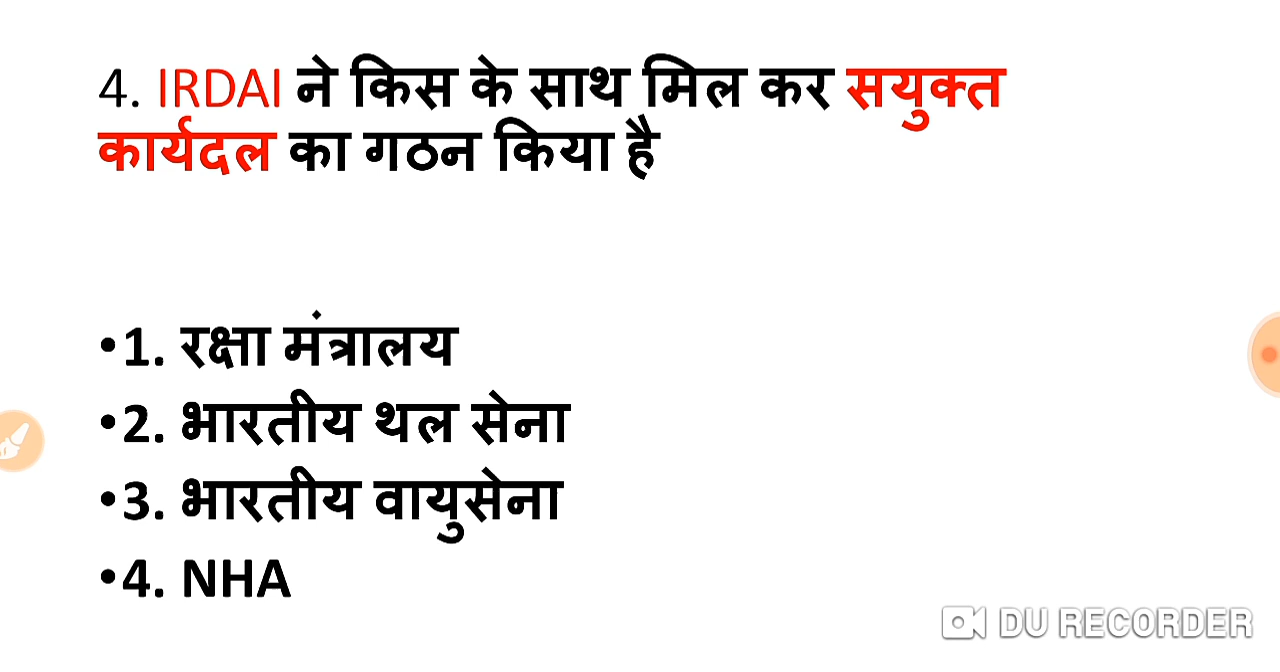 4. IRDAI ने किस के साथ मिल कर सयुक्त
कार्यदल का गठन किया है
•1. रक्षा मंत्रालय
•2. भारतीय थल सेना
•3. भारतीय वायुसेना
•4. NHA
DU RECORDER